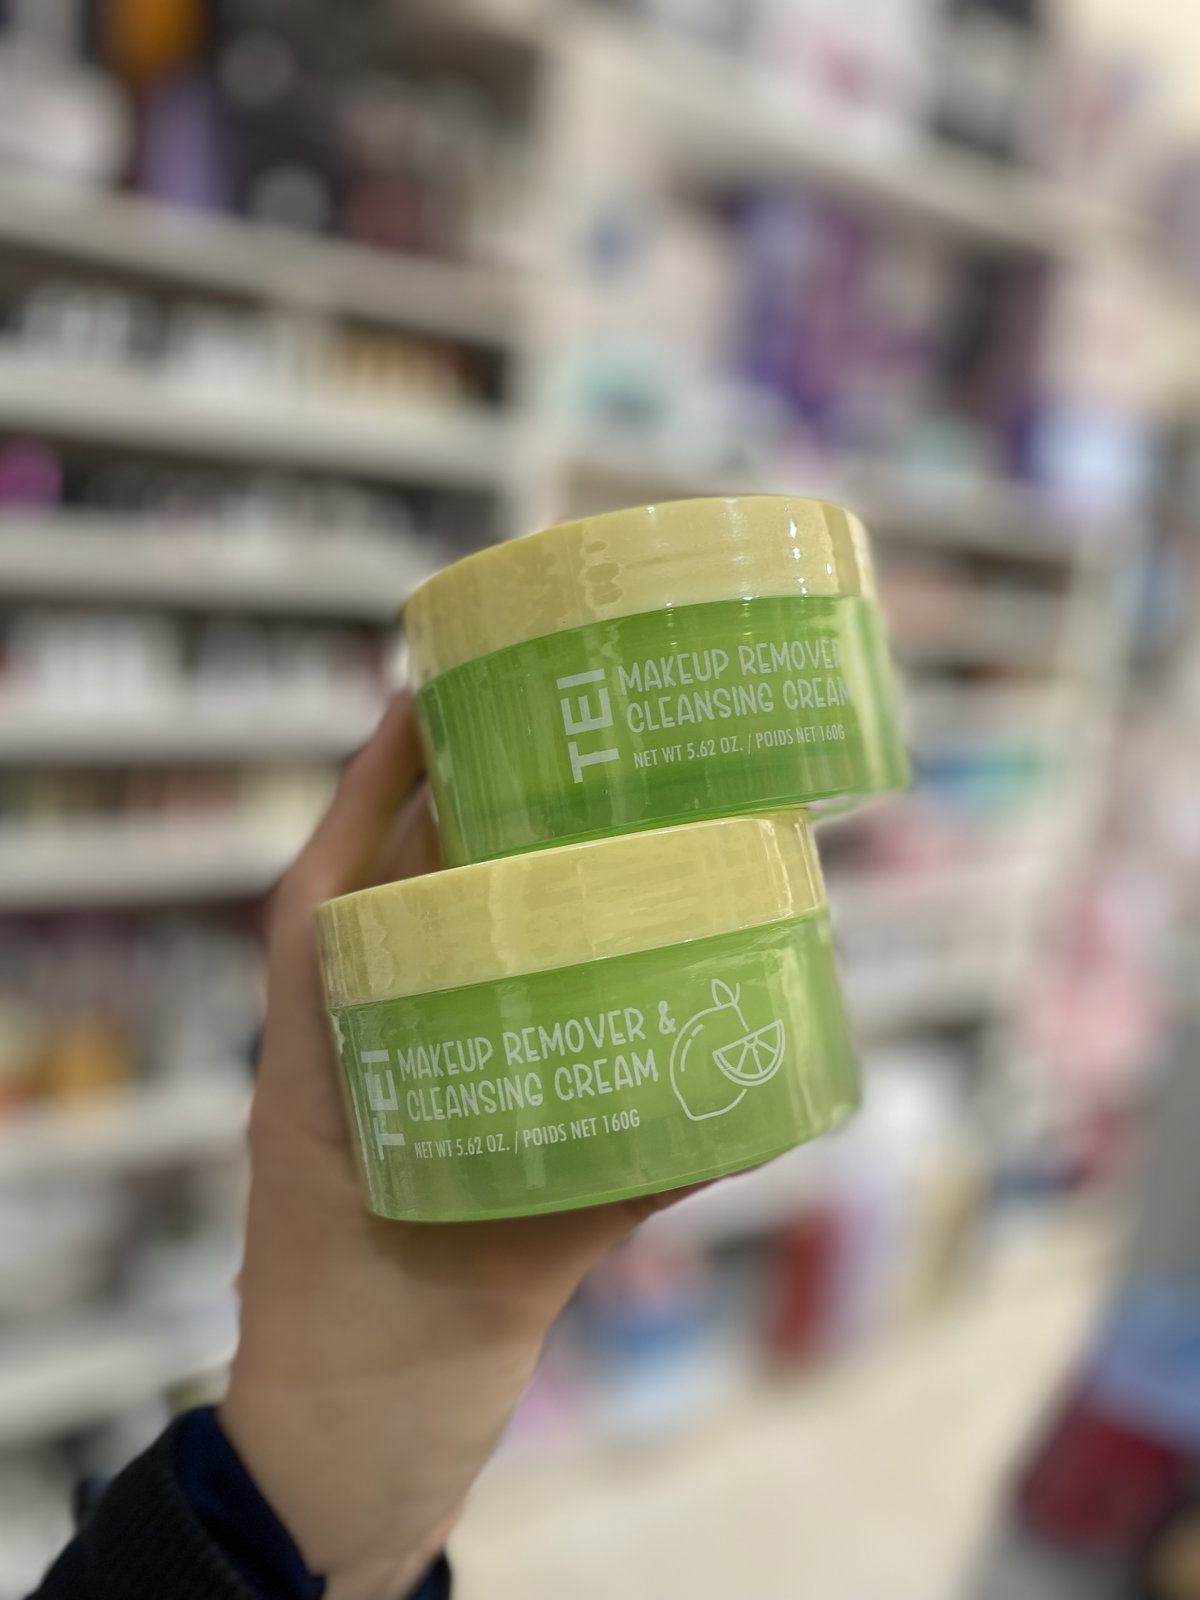 TEI
MAKEUP REMOVER
CLEANSING CREAM
NET WT 5.62 OZ. / POIDS NET 160G
TEI
MAKEUP REMOVER &
CLEANSING CREAM
NET WT 5.62 OZ. / POIDS NET 160G